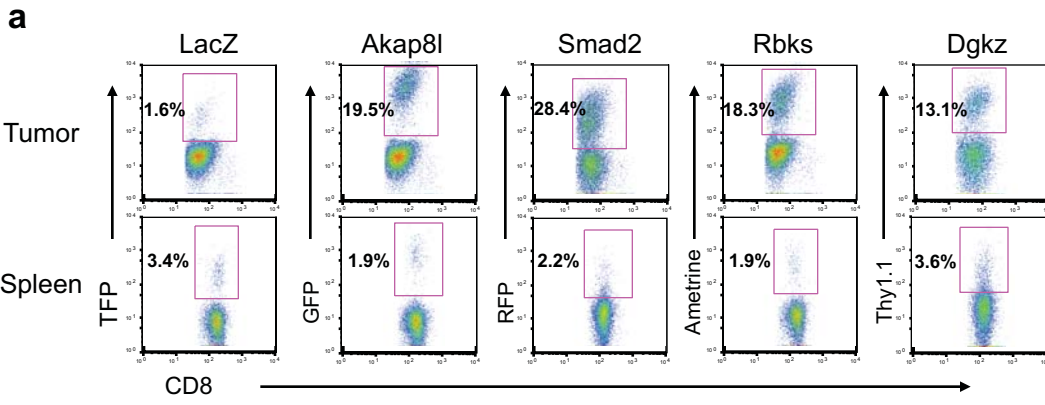 a
LacZ Akap8l Smad2 Rbks Dgkz
Tumor
1.6% 19.5% 28.4% 18.3% 13.1%
Spleen
3.4% 1.9% 2.2% 1.9% 3.6%
TFP GFP RFP Ametrine Thy1.1
CD8